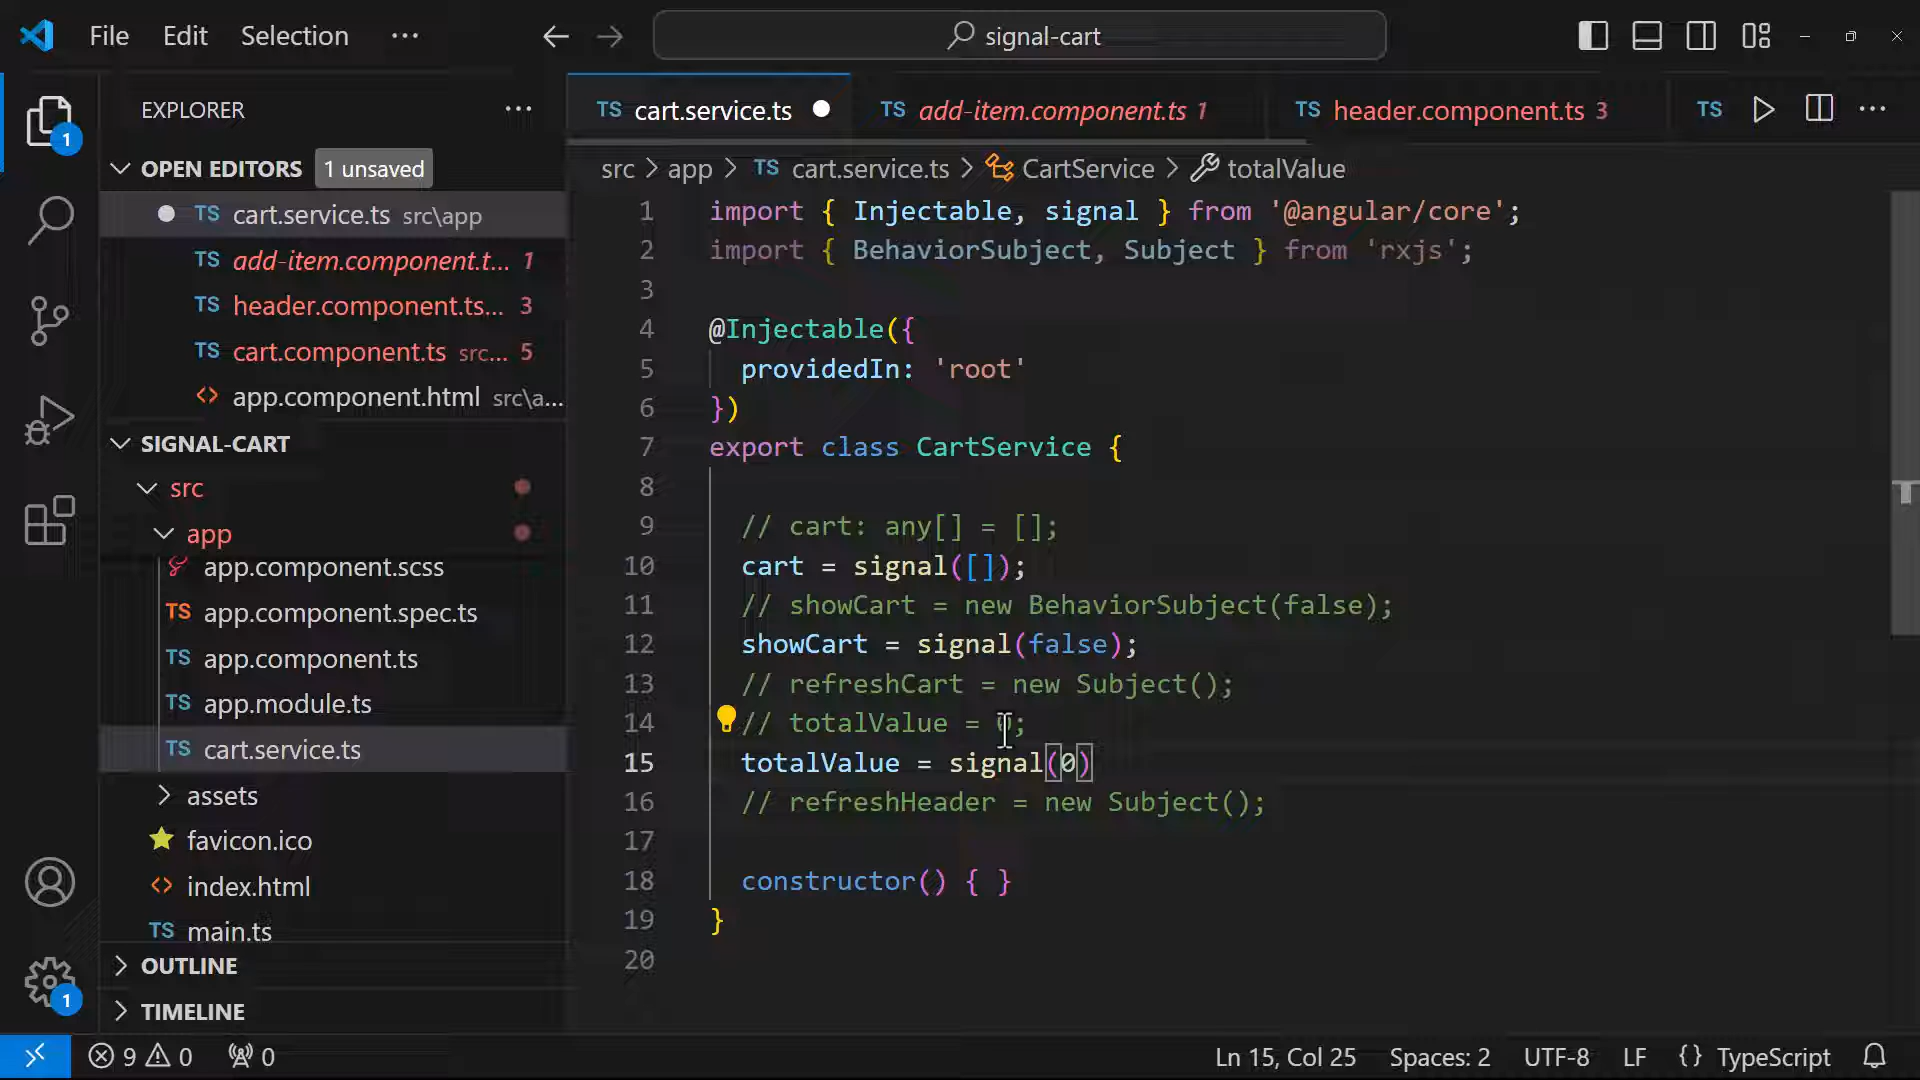 File Edit Selection ··· signal-cart
EXPLORER ···
OPEN EDITORS 1 unsaved
TS cart.service.ts src\app
TS add-item.component.t... 1
TS header.component.ts... 3
TS cart.component.ts src... 5
<> app.component.html src\a...
SIGNAL-CART
src
app
app.component.scss
TS app.component.spec.ts
TS app.component.ts
TS app.module.ts
TS cart.service.ts
assets
favicon.ico
<> index.html
TS main.ts
OUTLINE
TIMELINE
1
1
TS cart.service.ts TS add-item.component.ts 1 TS header.component.ts 3 TS ···
src > app > TS cart.service.ts > CartService > totalValue
1 import { Injectable, signal } from '@angular/core';
2 import { BehaviorSubject, Subject } from 'rxjs';
3
4 @Injectable({
5 providedIn: 'root'
6 })
7 export class CartService {
8
9 // cart: any[] = [];
10 cart = signal([]);
11 // showCart = new BehaviorSubject(false);
12 showCart = signal(false);
13 // refreshCart = new Subject();
14 // totalValue = 0;
15 totalValue = signal(0)
16 // refreshHeader = new Subject();
17
18 constructor() { }
19 }
20
9 0 0 Ln 15, Col 25 Spaces: 2 UTF-8 LF {} TypeScript